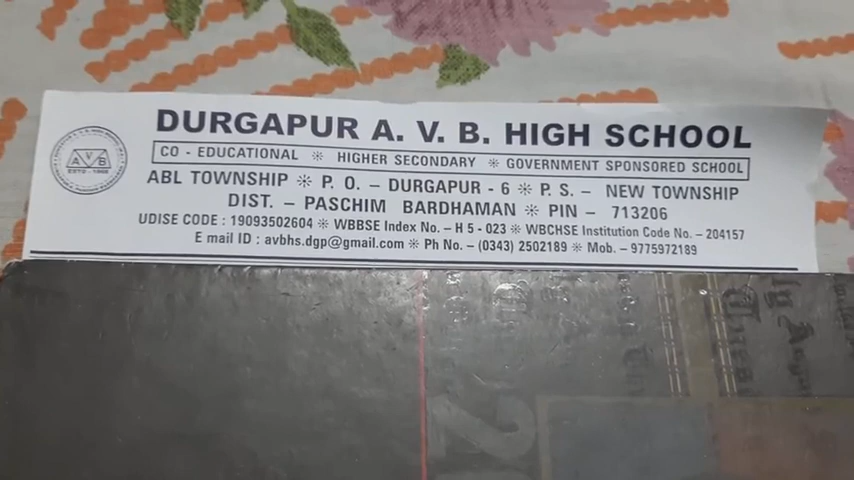 DURGAPUR A. V. B. HIGH SCHOOL
CO - EDUCATIONAL ❊ HIGHER SECONDARY ❊ GOVERNMENT SPONSORED SCHOOL
ABL TOWNSHIP ❊ P. O. – DURGAPUR - 6 ❊ P. S. – NEW TOWNSHIP
DIST. – PASCHIM BARDHAMAN ❊ PIN – 713206
UDISE CODE : 19093502604 ❊ WBBSE Index No. – H 5 - 023 ❊ WBCHSE Institution Code No. – 204157
E mail ID : avbhs.dgp@gmail.com ❊ Ph No. – (0343) 2502189 ❊ Mob. – 9775972189
AVB